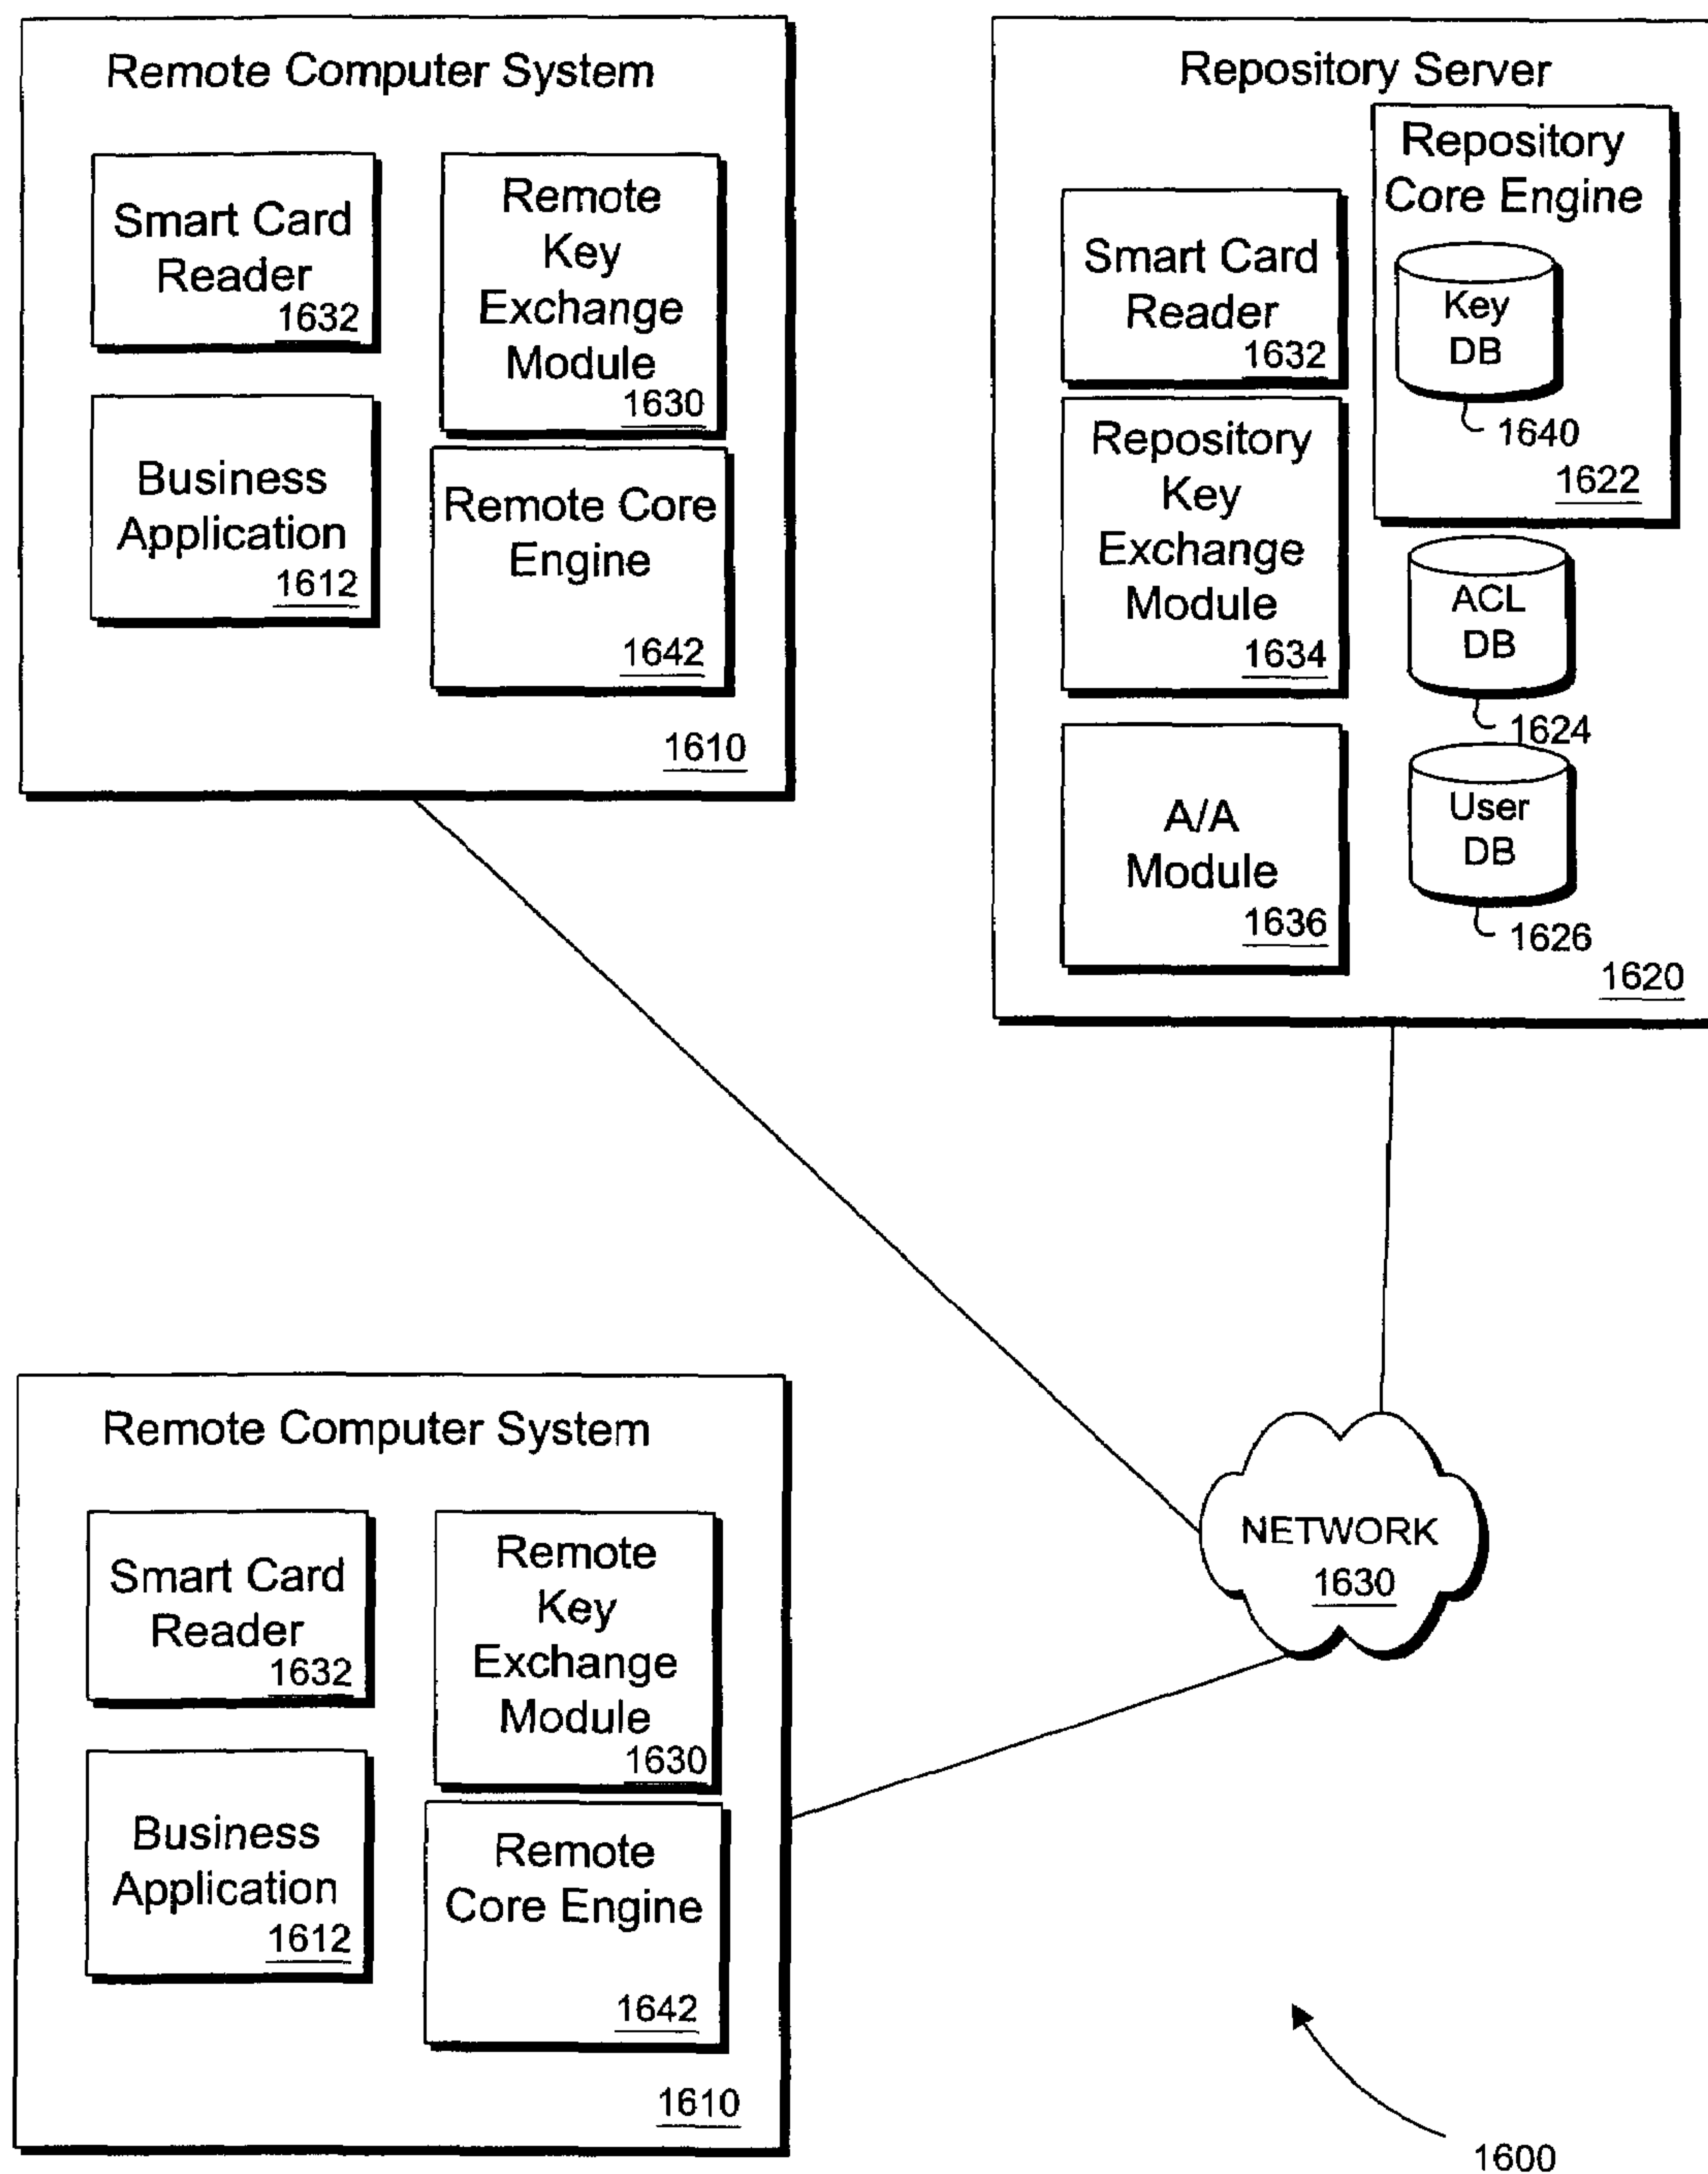 Remote Computer System
Smart Card
Reader
1632
Remote
Key
Exchange
Module
1630
Business
Application
1612
Remote Core
Engine
1642
1610
Repository Server
Smart Card
Reader
1632
Repository
Core Engine
Key
DB
1640
1622
Repository
Key
Exchange
Module
1634
ACL
DB
1624
A/A
Module
1636
User
DB
1626
1620
Remote Computer System
Smart Card
Reader
1632
Remote
Key
Exchange
Module
1630
Business
Application
1612
Remote
Core Engine
1642
1610
NETWORK
1630
1600